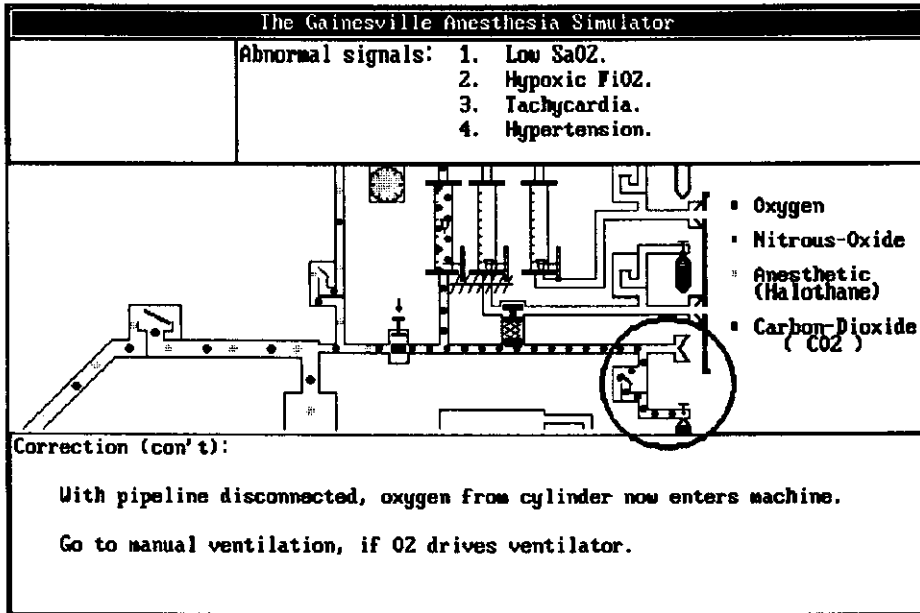 The Gainesville Anesthesia Simulator
Abnormal signals: 1. Low SaO2.
2. Hypoxic FiO2.
3. Tachycardia.
4. Hypertension.
Oxygen
Nitrous-Oxide
Anesthetic
(Halothane)
Carbon-Dioxide
( CO2 )
Correction (con't):
With pipeline disconnected, oxygen from cylinder now enters machine.
Go to manual ventilation, if O2 drives ventilator.